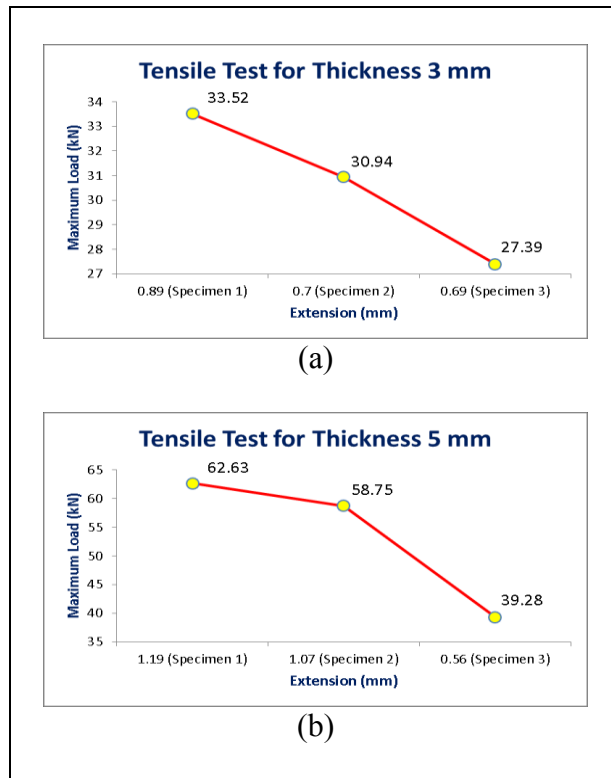 Tensile Test for Thickness 3 mm
Maximum Load (kN)
34
33
32
31
30
29
28
27
33.52
30.94
27.39
0.89 (Specimen 1) 0.7 (Specimen 2) 0.69 (Specimen 3)
Extension (mm)
(a)
Tensile Test for Thickness 5 mm
Maximum Load (kN)
65
60
55
50
45
40
35
62.63
58.75
39.28
1.19 (Specimen 1) 1.07 (Specimen 2) 0.56 (Specimen 3)
Extension (mm)
(b)